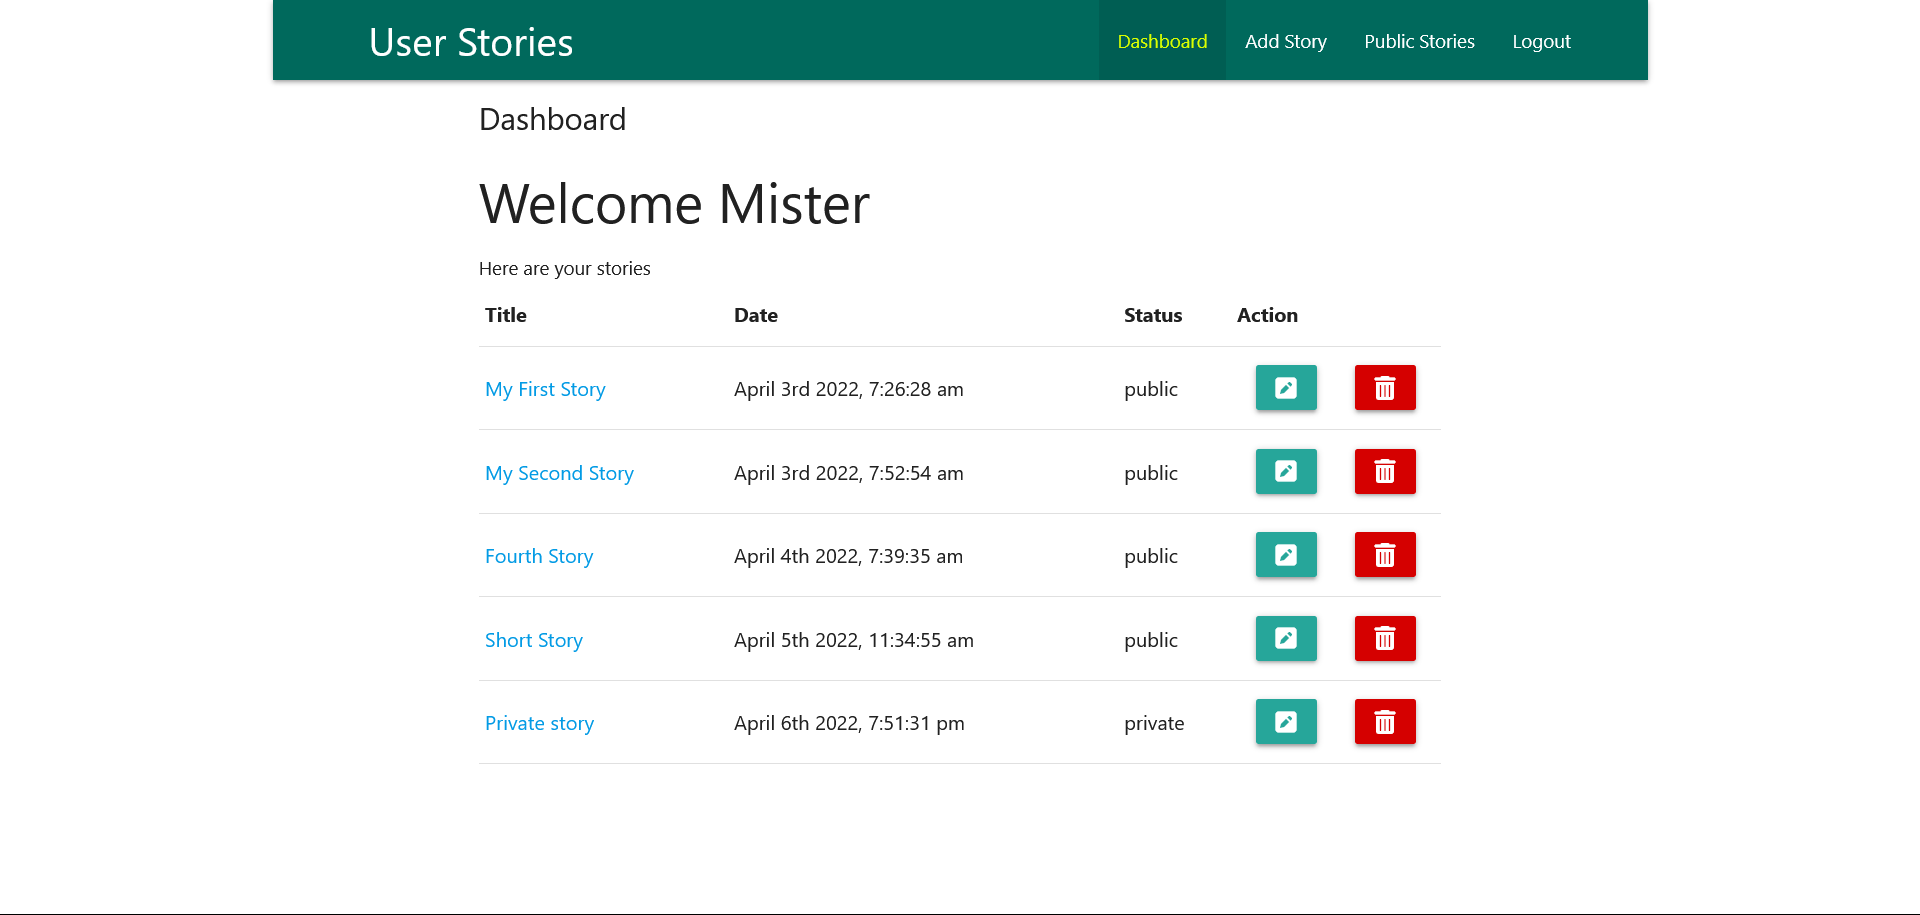 User Stories
Dashboard Add Story Public Stories Logout
Dashboard
Welcome Mister
Here are your stories
Title Date Status Action
My First Story April 3rd 2022, 7:26:28 am public
My Second Story April 3rd 2022, 7:52:54 am public
Fourth Story April 4th 2022, 7:39:35 am public
Short Story April 5th 2022, 11:34:55 am public
Private story April 6th 2022, 7:51:31 pm private